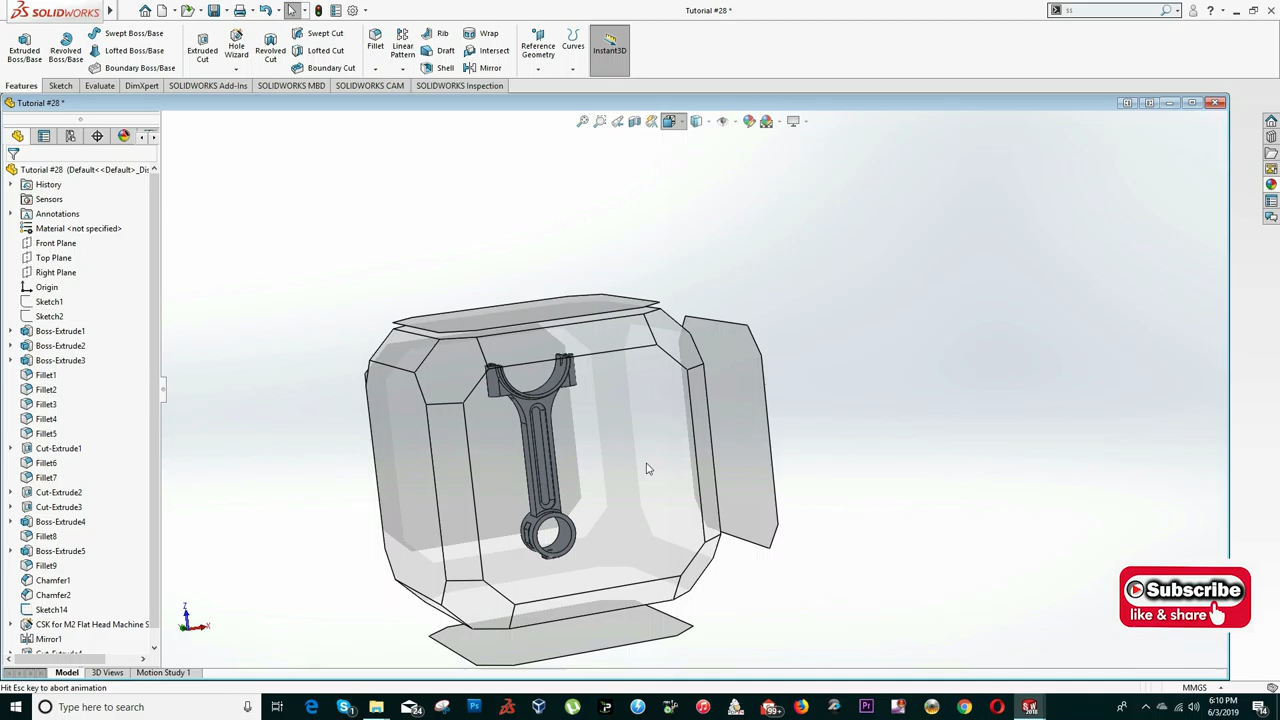 SOLIDWORKS
Tutorial #28 *
ss
Extruded Boss/Base
Revolved Boss/Base
Swept Boss/Base
Lofted Boss/Base
Boundary Boss/Base
Extruded Cut
Hole Wizard
Revolved Cut
Swept Cut
Lofted Cut
Boundary Cut
Fillet
Linear Pattern
Rib
Draft
Shell
Wrap
Intersect
Mirror
Reference Geometry
Curves
Instant3D
Features
Sketch
Evaluate
DimXpert
SOLIDWORKS Add-Ins
SOLIDWORKS MBD
SOLIDWORKS CAM
SOLIDWORKS Inspection
Tutorial #28 *
Tutorial #28 (Default<<Default>_Dis
History
Sensors
Annotations
Material <not specified>
Front Plane
Top Plane
Right Plane
Origin
Sketch1
Sketch2
Boss-Extrude1
Boss-Extrude2
Boss-Extrude3
Fillet1
Fillet2
Fillet3
Fillet4
Fillet5
Cut-Extrude1
Fillet6
Fillet7
Cut-Extrude2
Cut-Extrude3
Boss-Extrude4
Fillet8
Boss-Extrude5
Fillet9
Chamfer1
Chamfer2
Sketch14
CSK for M2 Flat Head Machine S
Mirror1
Z
X
Subscribe
like & share
Model
3D Views
Motion Study 1
Hit Esc key to abort animation
MMGS
Type here to search
24
99+
6:10 PM
6/3/2019